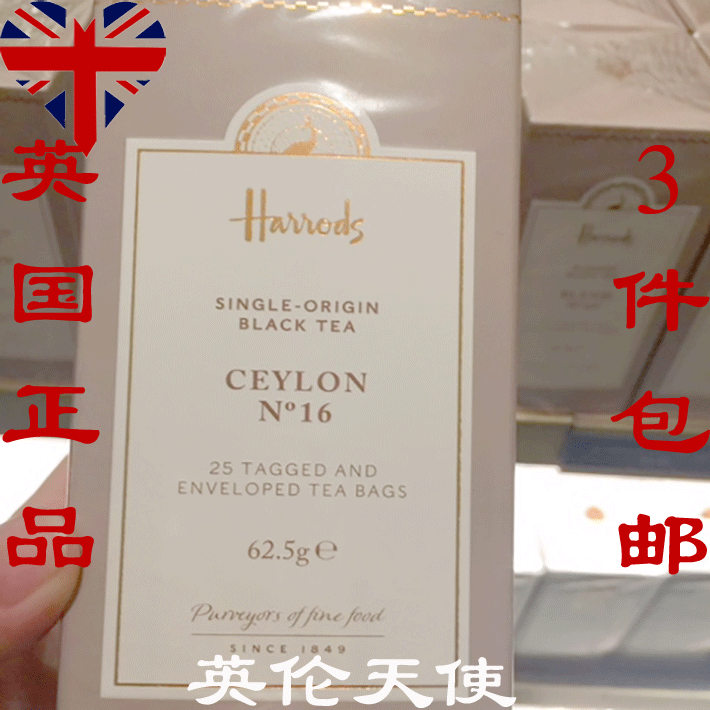 英国正品
3件包邮
Harrods
SINGLE-ORIGIN
BLACK TEA
CEYLON
Nº16
25 TAGGED AND
ENVELOPED TEA BAGS
62.5g ℮
Purveyors of fine food
SINCE 1849
英伦天使
Harrods